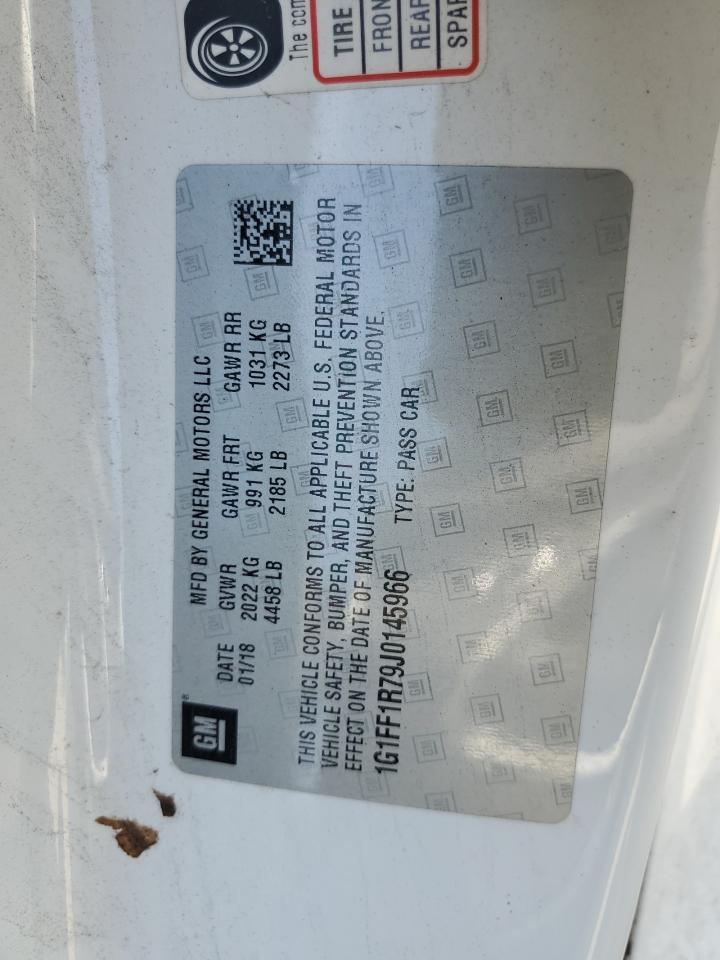 The com
TIRE
FRON
REAR
SPAR
GM
MFD BY GENERAL MOTORS LLC
DATE GVWR GAWR FRT GAWR RR
01/18 2022 KG 991 KG 1031 KG
4458 LB 2185 LB 2273 LB
THIS VEHICLE CONFORMS TO ALL APPLICABLE U.S. FEDERAL MOTOR
VEHICLE SAFETY, BUMPER, AND THEFT PREVENTION STANDARDS IN
EFFECT ON THE DATE OF MANUFACTURE SHOWN ABOVE.
1G1FF1R79J0145966 TYPE: PASS CAR